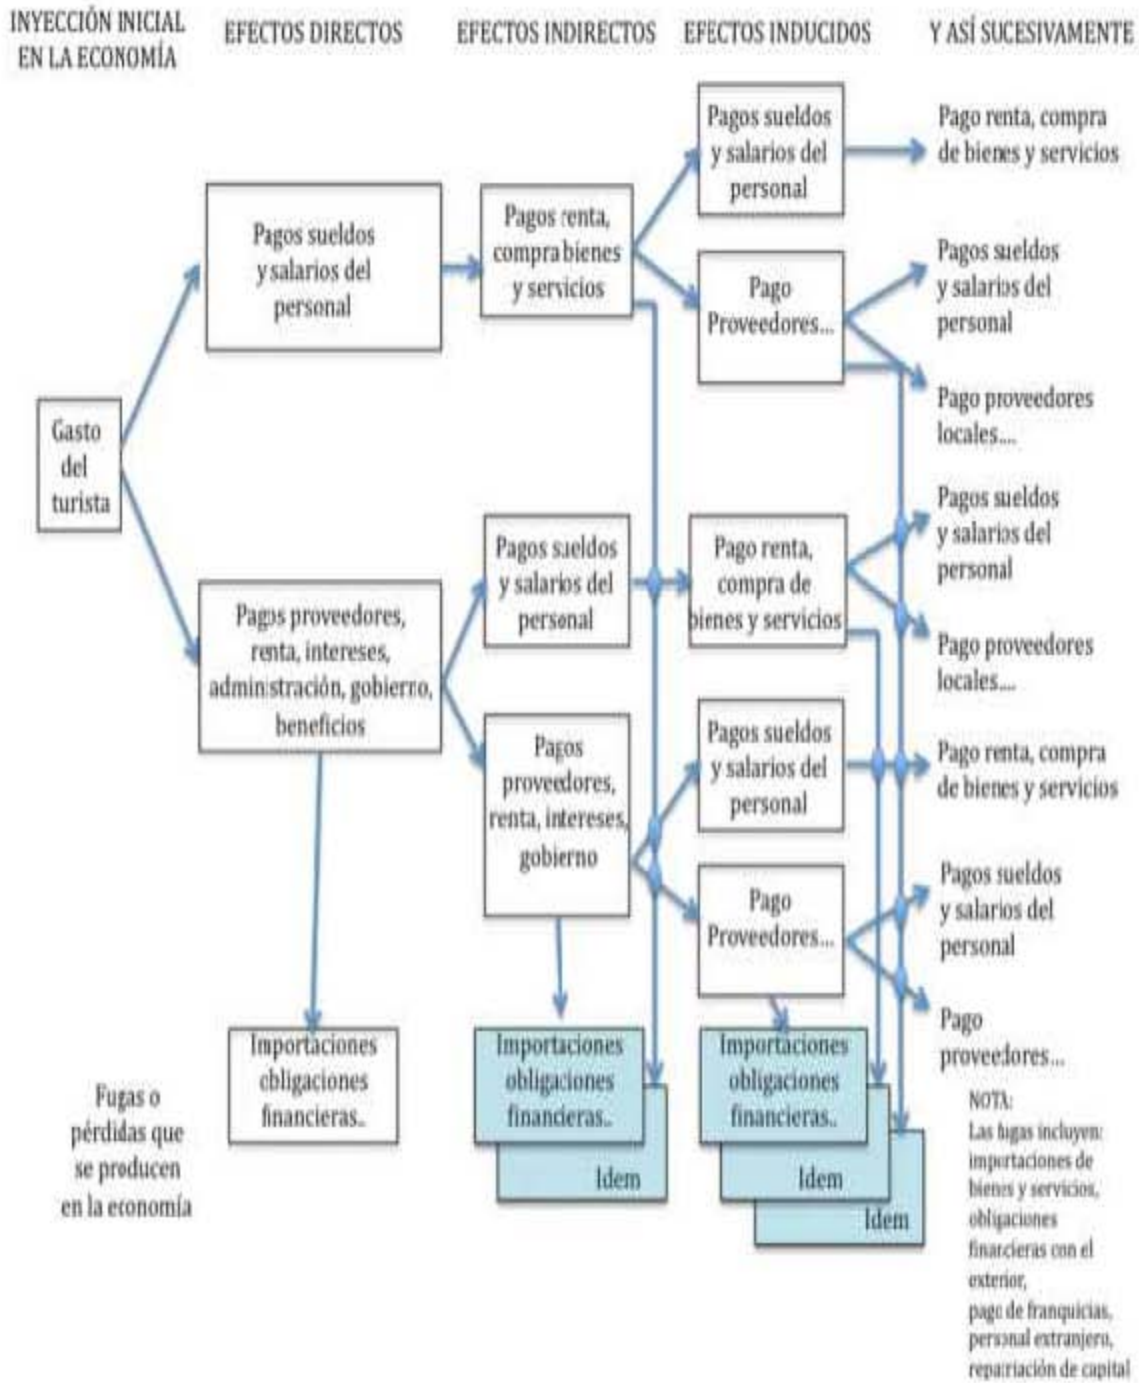 INYECCIÓN INICIAL
EN LA ECONOMÍA
EFECTOS DIRECTOS
EFECTOS INDIRECTOS
EFECTOS INDUCIDOS
Y ASÍ SUCESIVAMENTE
Gasto
del
turista
Pagos sueldos
y salarios del
personal
Pagos proveedores,
renta, intereses,
administración, gobierno,
beneficios
Importaciones
obligaciones
financieras..
Pagos renta,
compra bienes
y servicios
Pagos sueldos
y salarios del
personal
Pagos
proveedores,
renta, intereses,
gobierno
Importaciones
obligaciones
financieras..
Idem
Pagos sueldos
y salarios del
personal
Pago
Proveedores...
Pago renta,
compra de
bienes y servicios
Pagos sueldos
y salarios del
personal
Pago
Proveedores...
Importaciones
obligaciones
financieras..
Idem
Idem
Pago renta, compra
de bienes y servicios
Pagos sueldos
y salarios del
personal
Pago proveedores
locales....
Pagos sueldos
y salarios del
personal
Pago proveedores
locales....
Pago renta, compra
de bienes y servicios
Pagos sueldos
y salarios del
personal
Pago
proveedores...
Fugas o
pérdidas que
se producen
en la economía
NOTA:
Las fugas incluyen:
importaciones de
bienes y servicios,
obligaciones
financieras con el
exterior,
pago de franquicias,
personal extranjero,
repatriación de capital